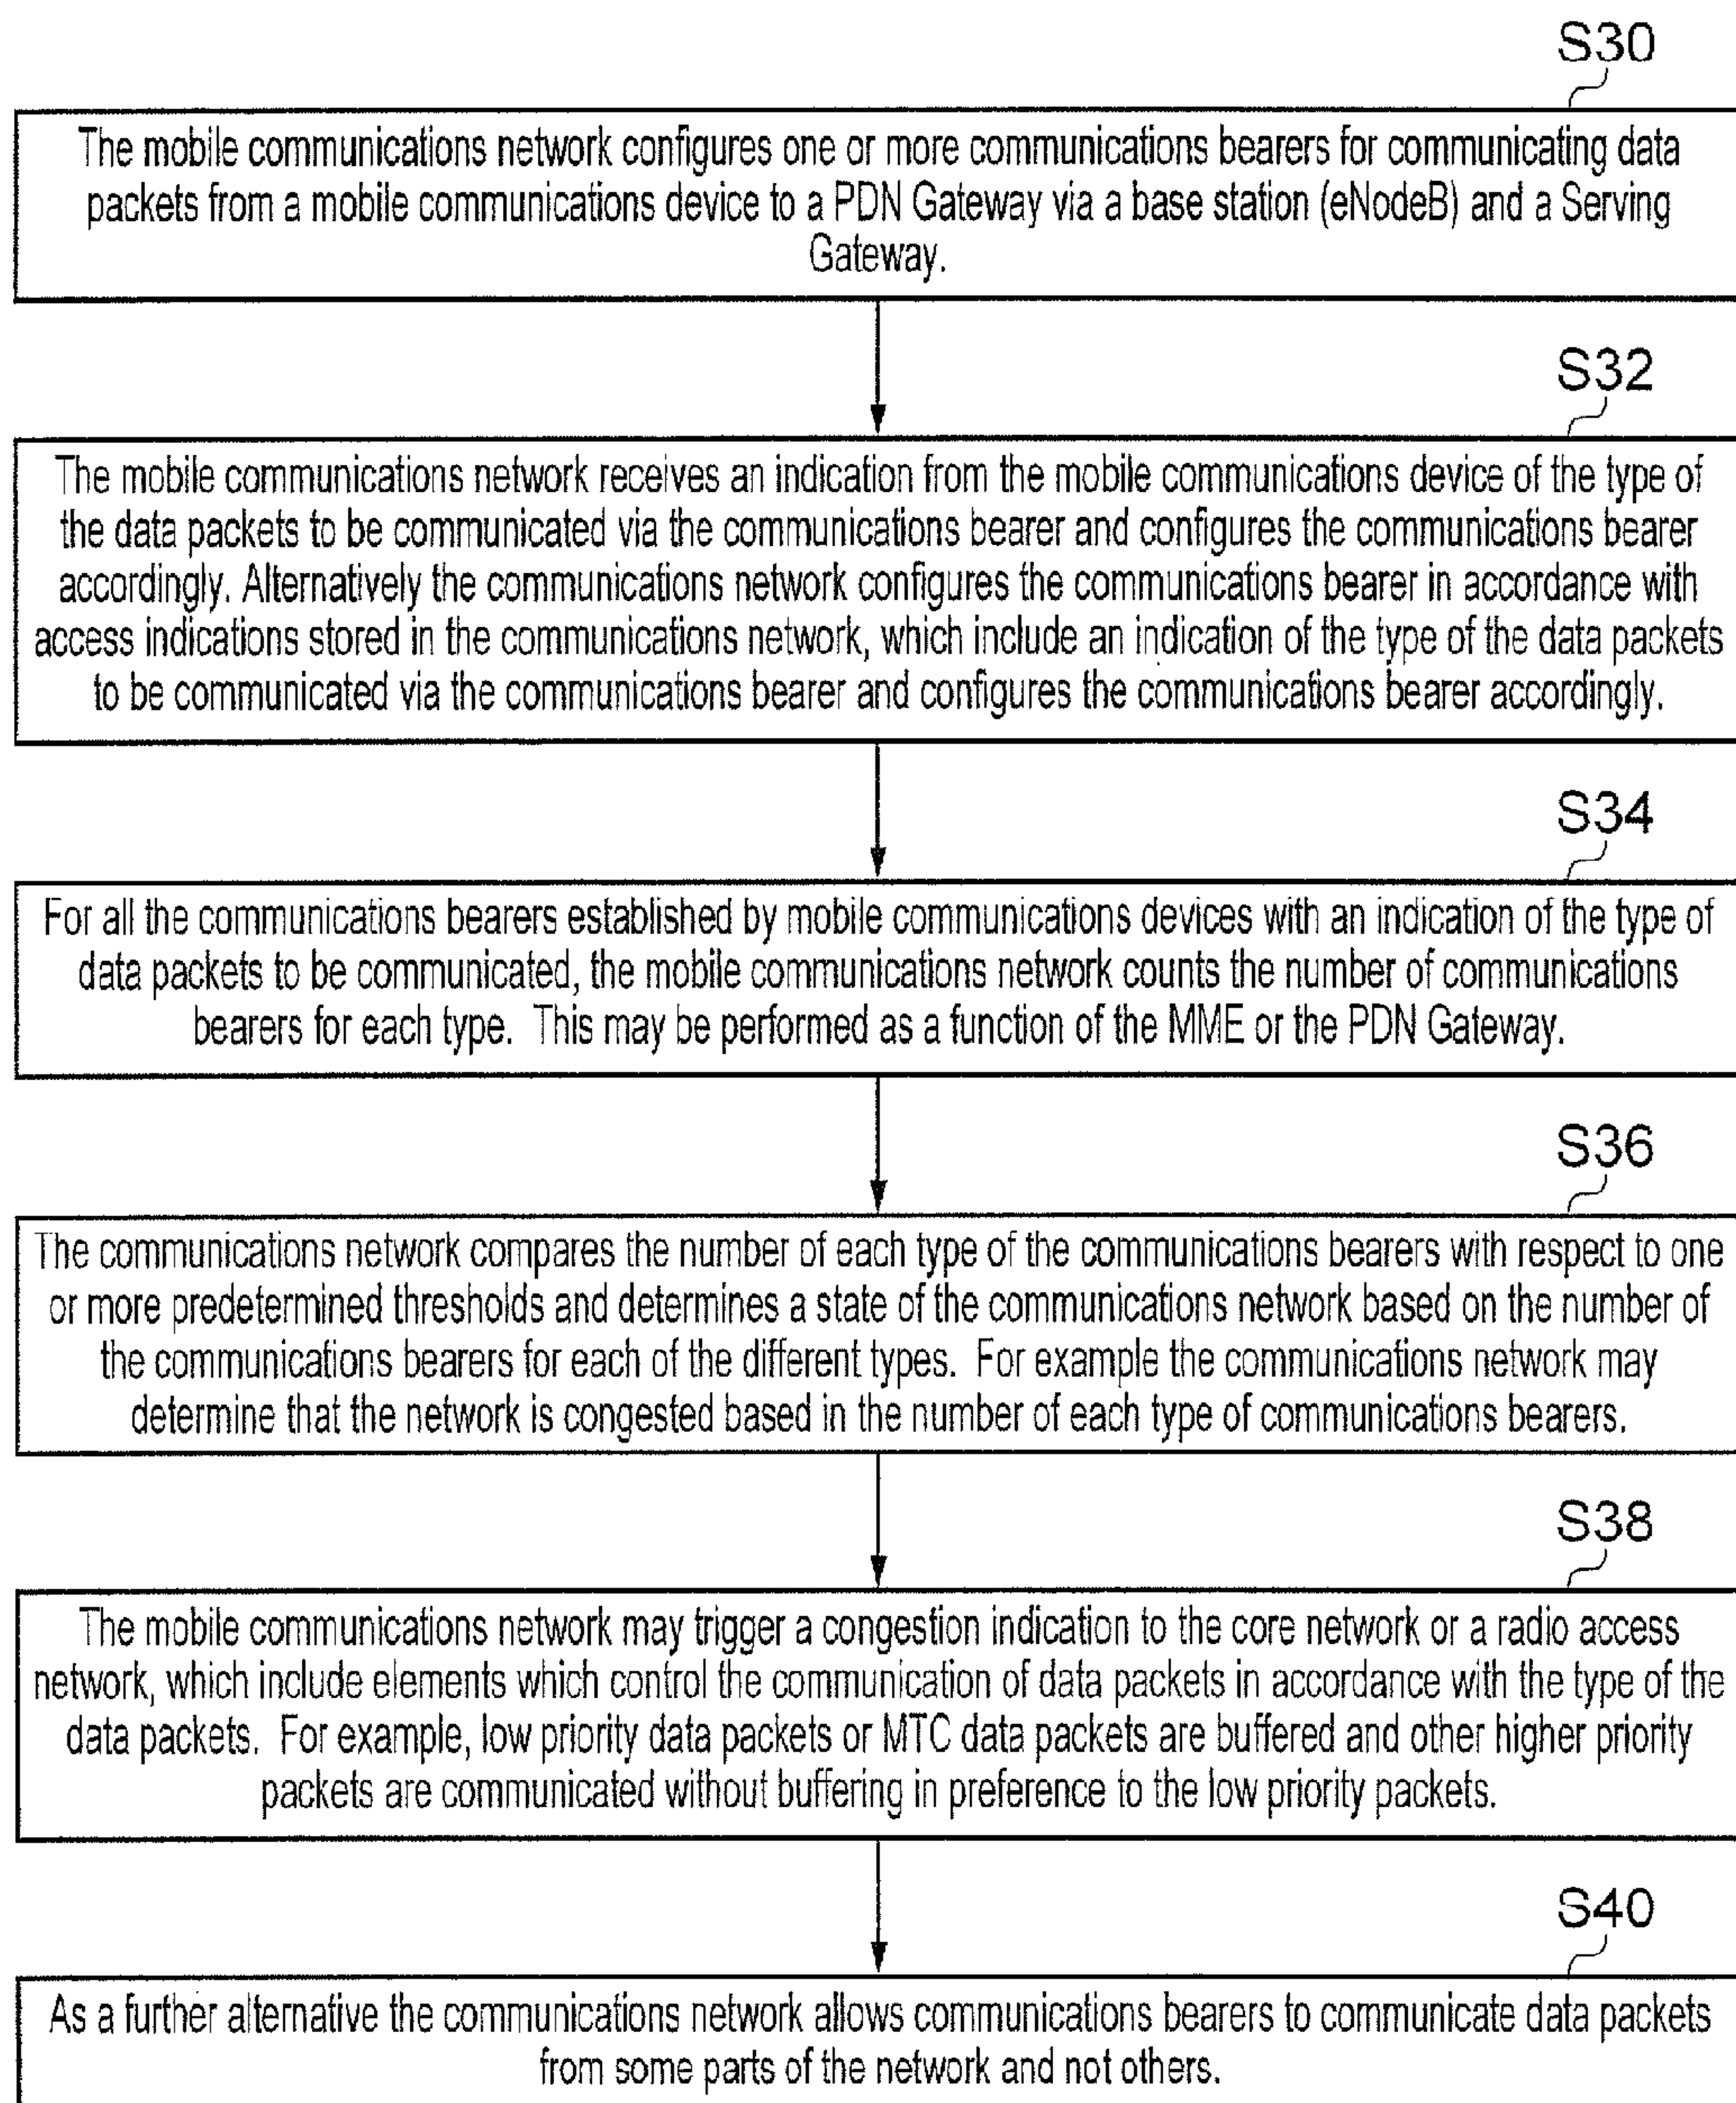 S30
The mobile communications network configures one or more communications bearers for communicating data
packets from a mobile communications device to a PDN Gateway via a base station (eNodeB) and a Serving
Gateway.
S32
The mobile communications network receives an indication from the mobile communications device of the type of
the data packets to be communicated via the communications bearer and configures the communications bearer
accordingly. Alternatively the communications network configures the communications bearer in accordance with
access indications stored in the communications network, which include an indication of the type of the data packets
to be communicated via the communications bearer and configures the communications bearer accordingly.
S34
For all the communications bearers established by mobile communications devices with an indication of the type of
data packets to be communicated, the mobile communications network counts the number of communications
bearers for each type. This may be performed as a function of the MME or the PDN Gateway.
S36
The communications network compares the number of each type of the communications bearers with respect to one
or more predetermined thresholds and determines a state of the communications network based on the number of
the communications bearers for each of the different types. For example the communications network may
determine that the network is congested based in the number of each type of communications bearers.
S38
The mobile communications network may trigger a congestion indication to the core network or a radio access
network, which include elements which control the communication of data packets in accordance with the type of the
data packets. For example, low priority data packets or MTC data packets are buffered and other higher priority
packets are communicated without buffering in preference to the low priority packets.
S40
As a further alternative the communications network allows communications bearers to communicate data packets
from some parts of the network and not others.